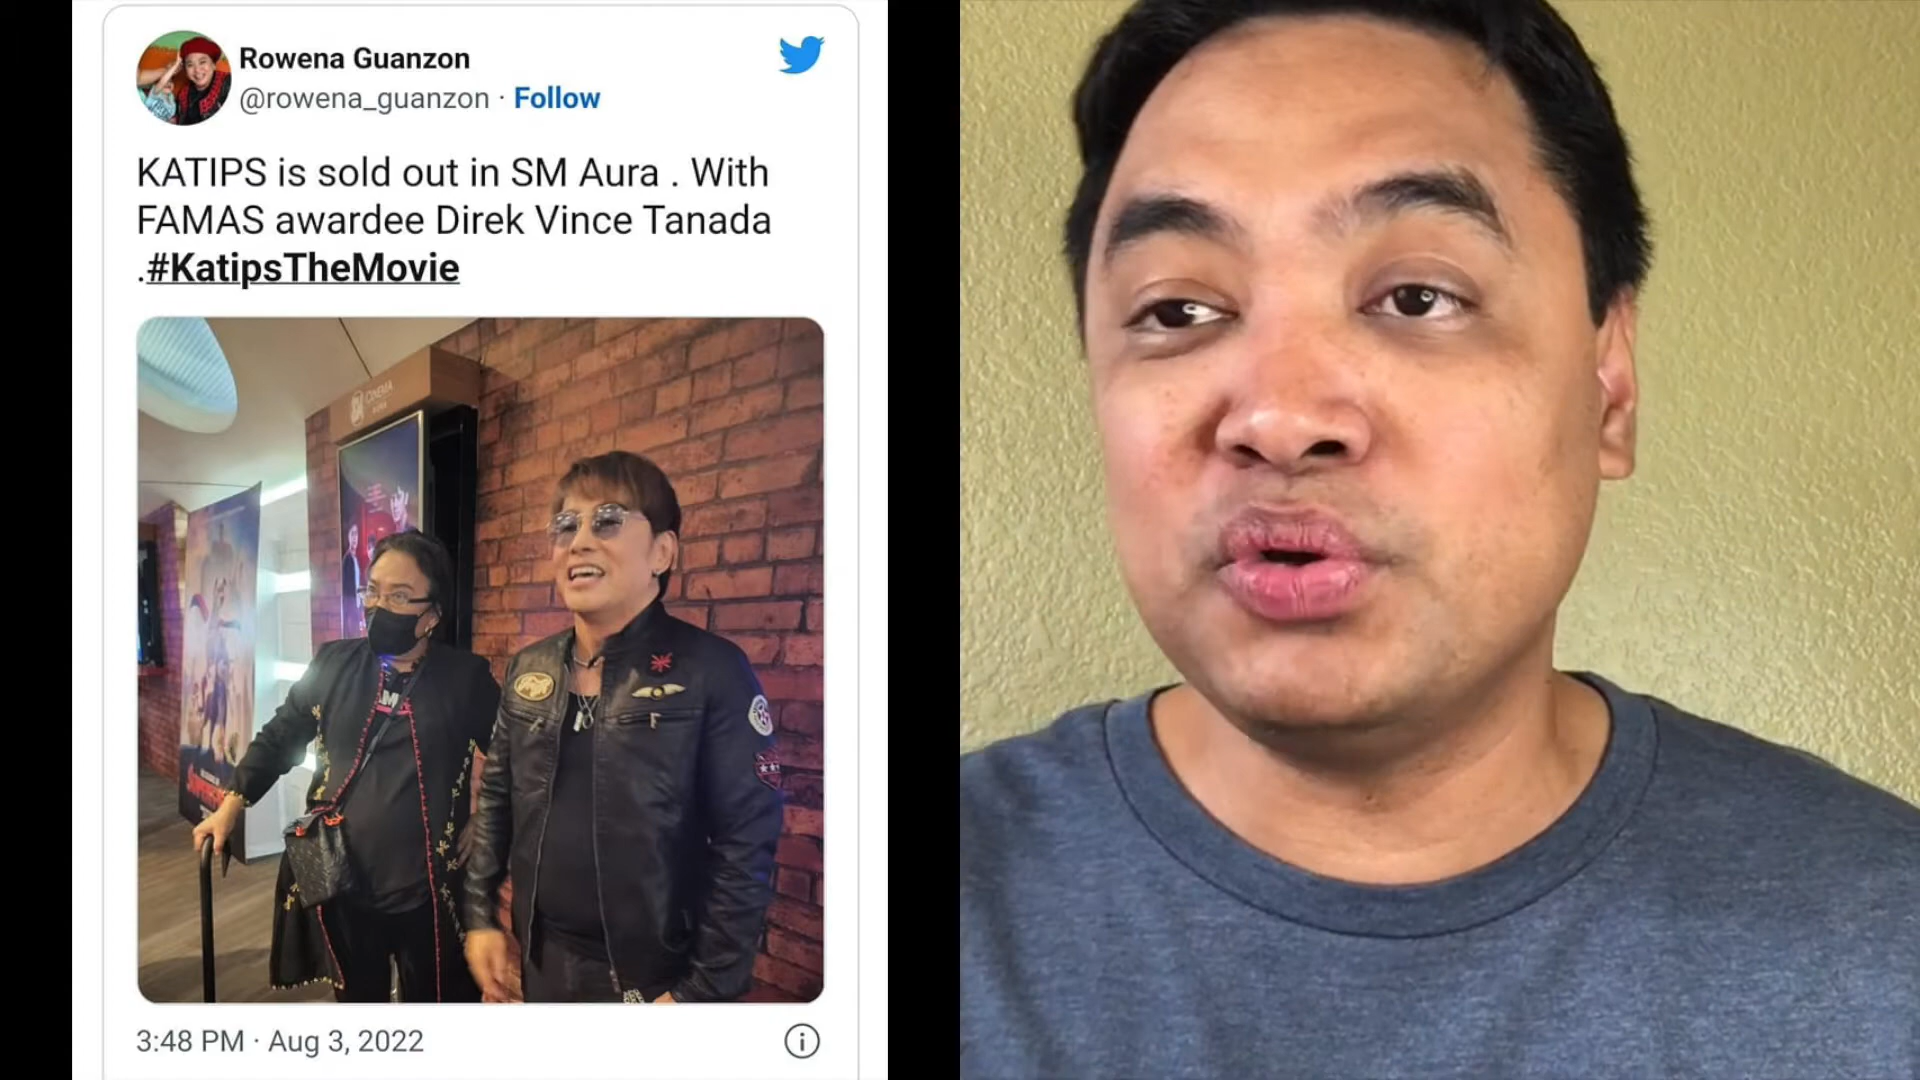 Rowena Guanzon
@rowena_guanzon · Follow
KATIPS is sold out in SM Aura . With
FAMAS awardee Direk Vince Tanada
.#KatipsTheMovie
CINEMA
3:48 PM · Aug 3, 2022